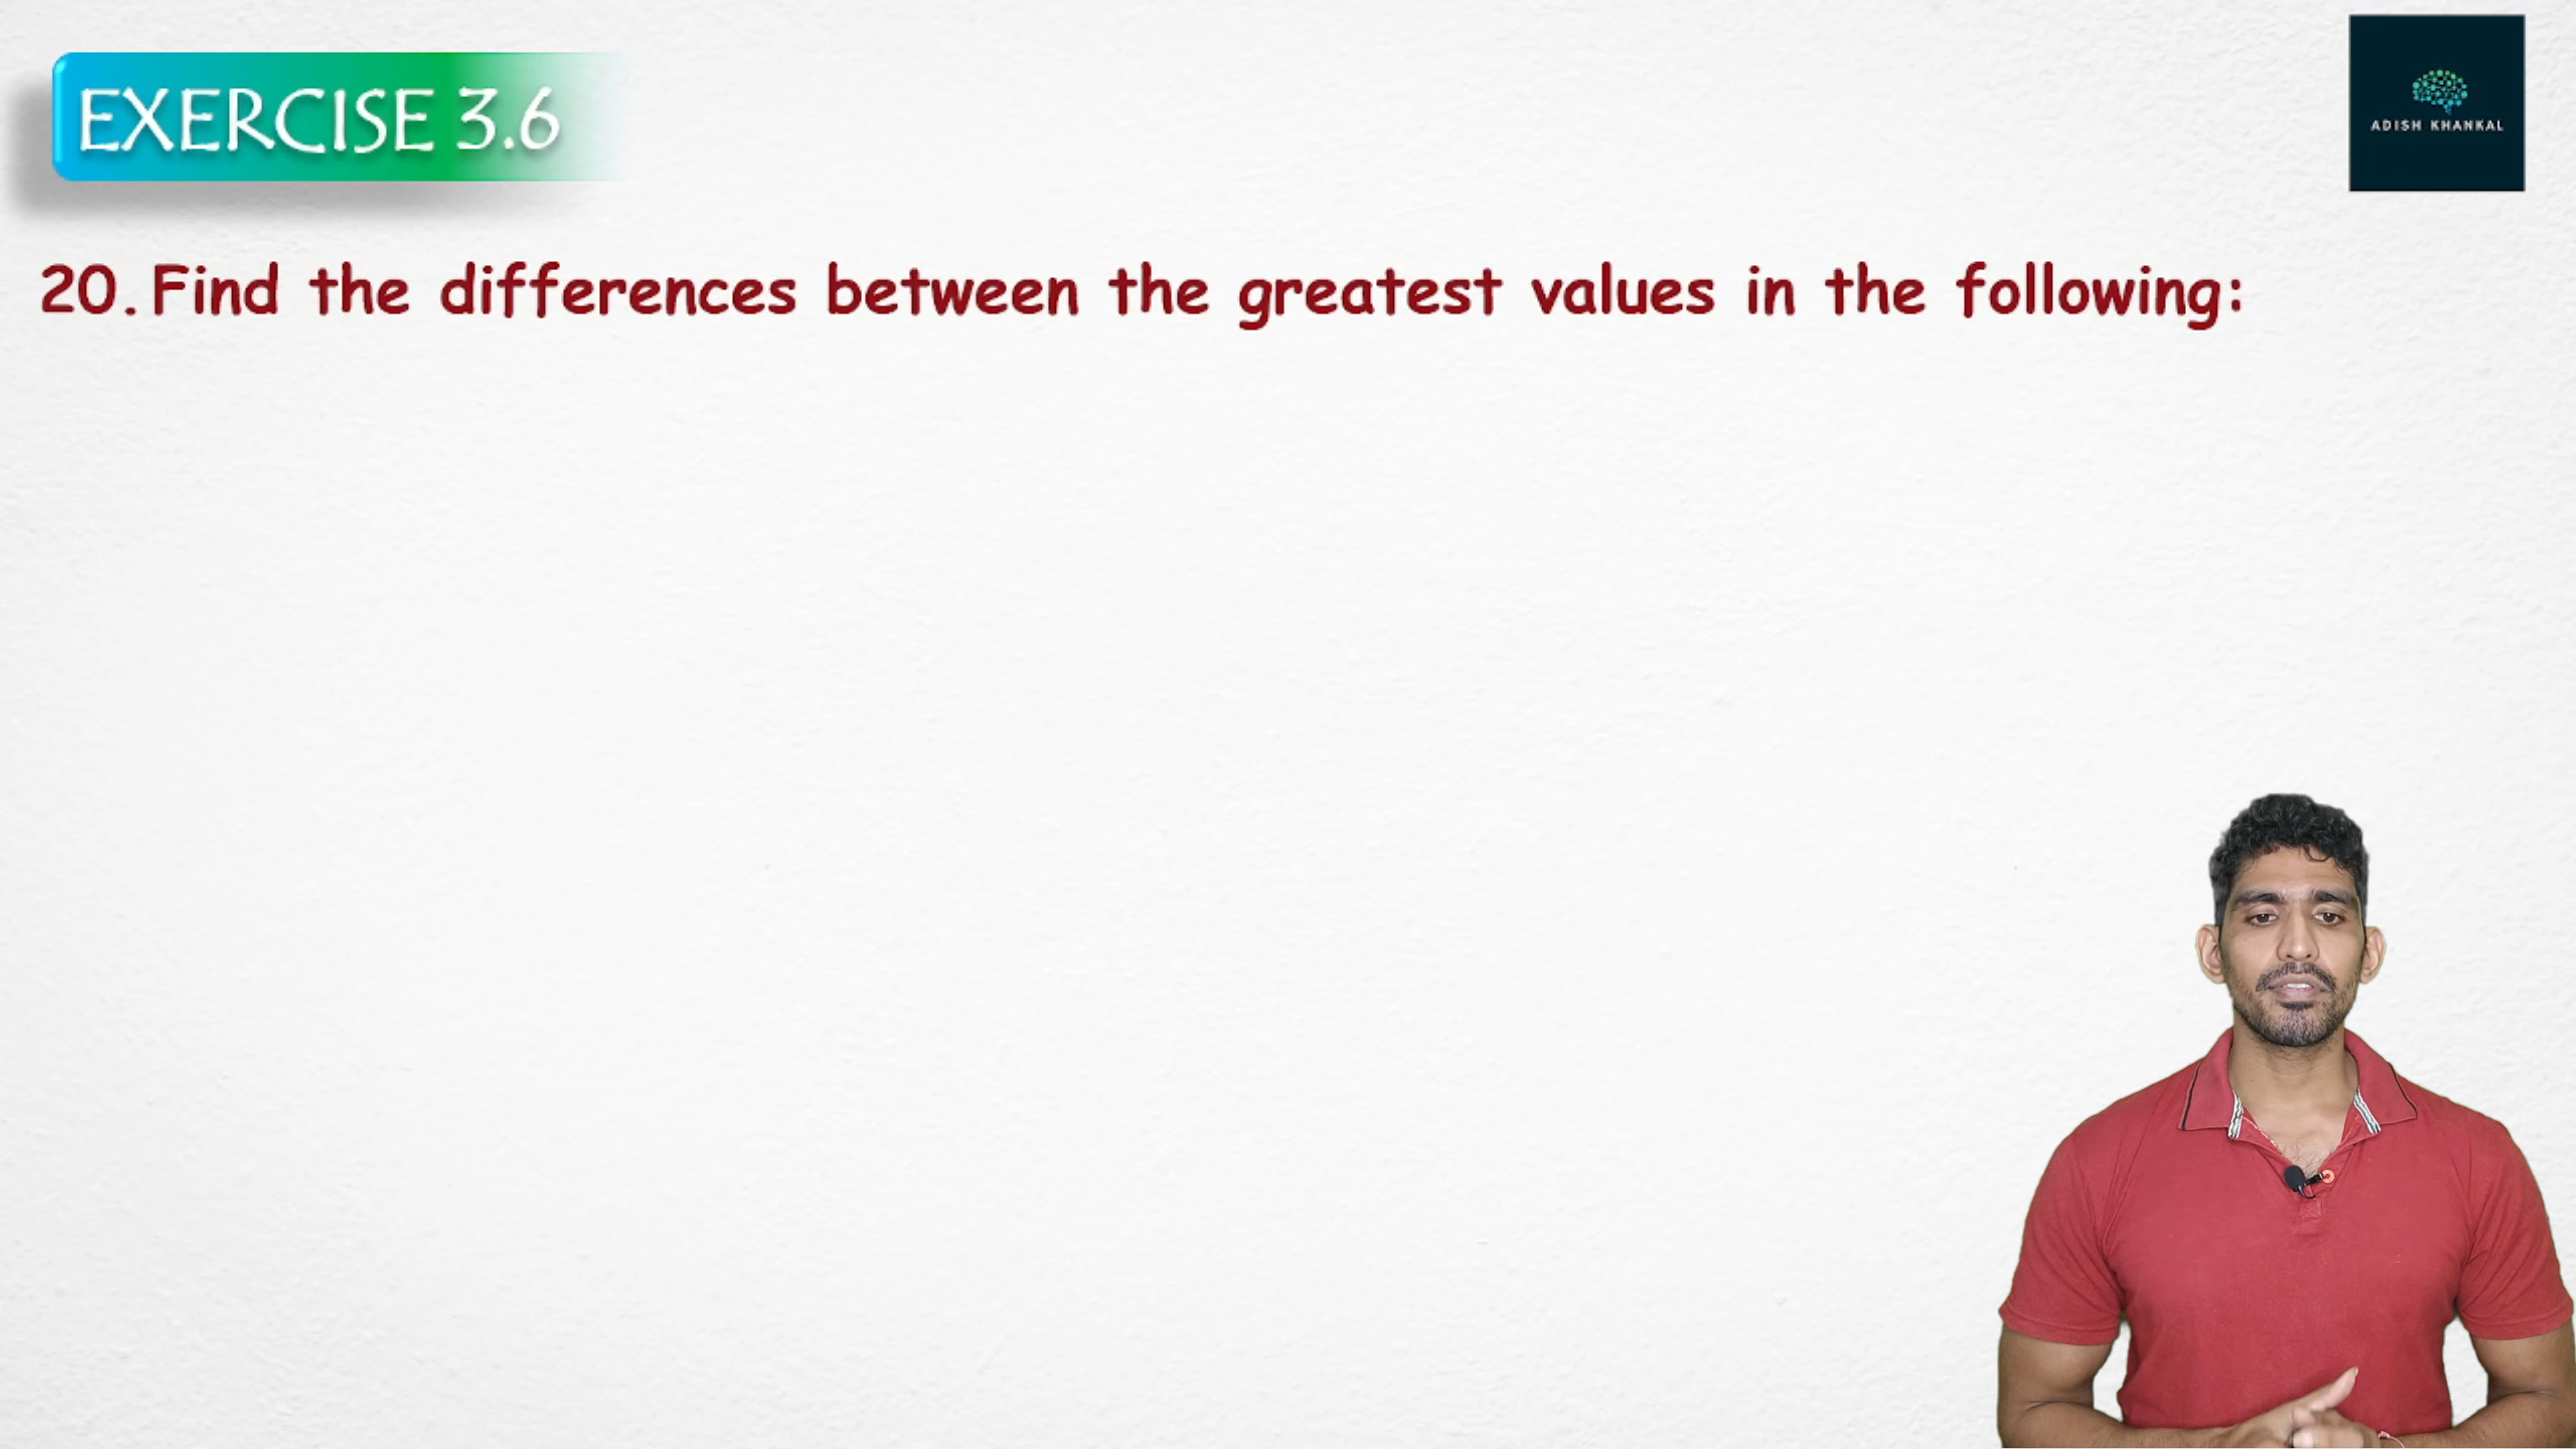 EXERCISE 3.6
ADISH KHANKAL
20. Find the differences between the greatest values in the following: